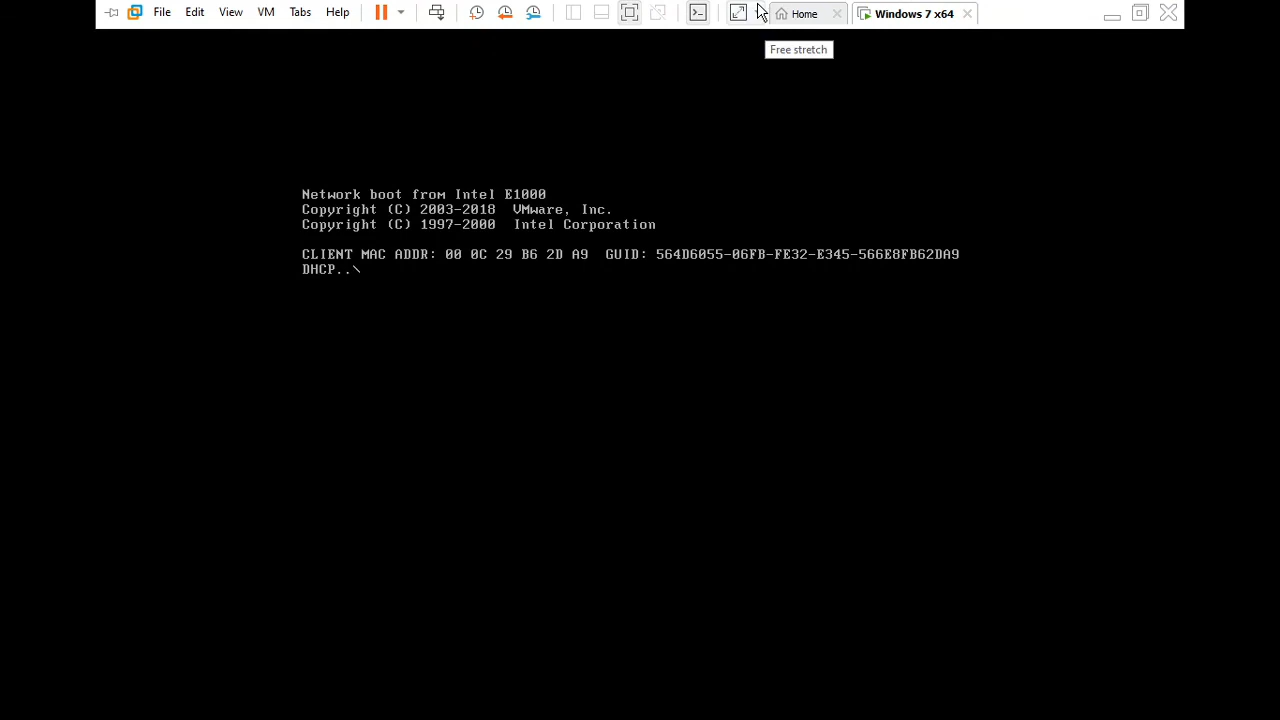 File Edit View VM Tabs Help Home Windows 7 x64
Free stretch
Network boot from Intel E1000
Copyright (C) 2003-2018 VMware, Inc.
Copyright (C) 1997-2000 Intel Corporation
CLIENT MAC ADDR: 00 0C 29 B6 2D A9 GUID: 564D6055-06FB-FE32-E345-566E8FB62DA9
DHCP..\